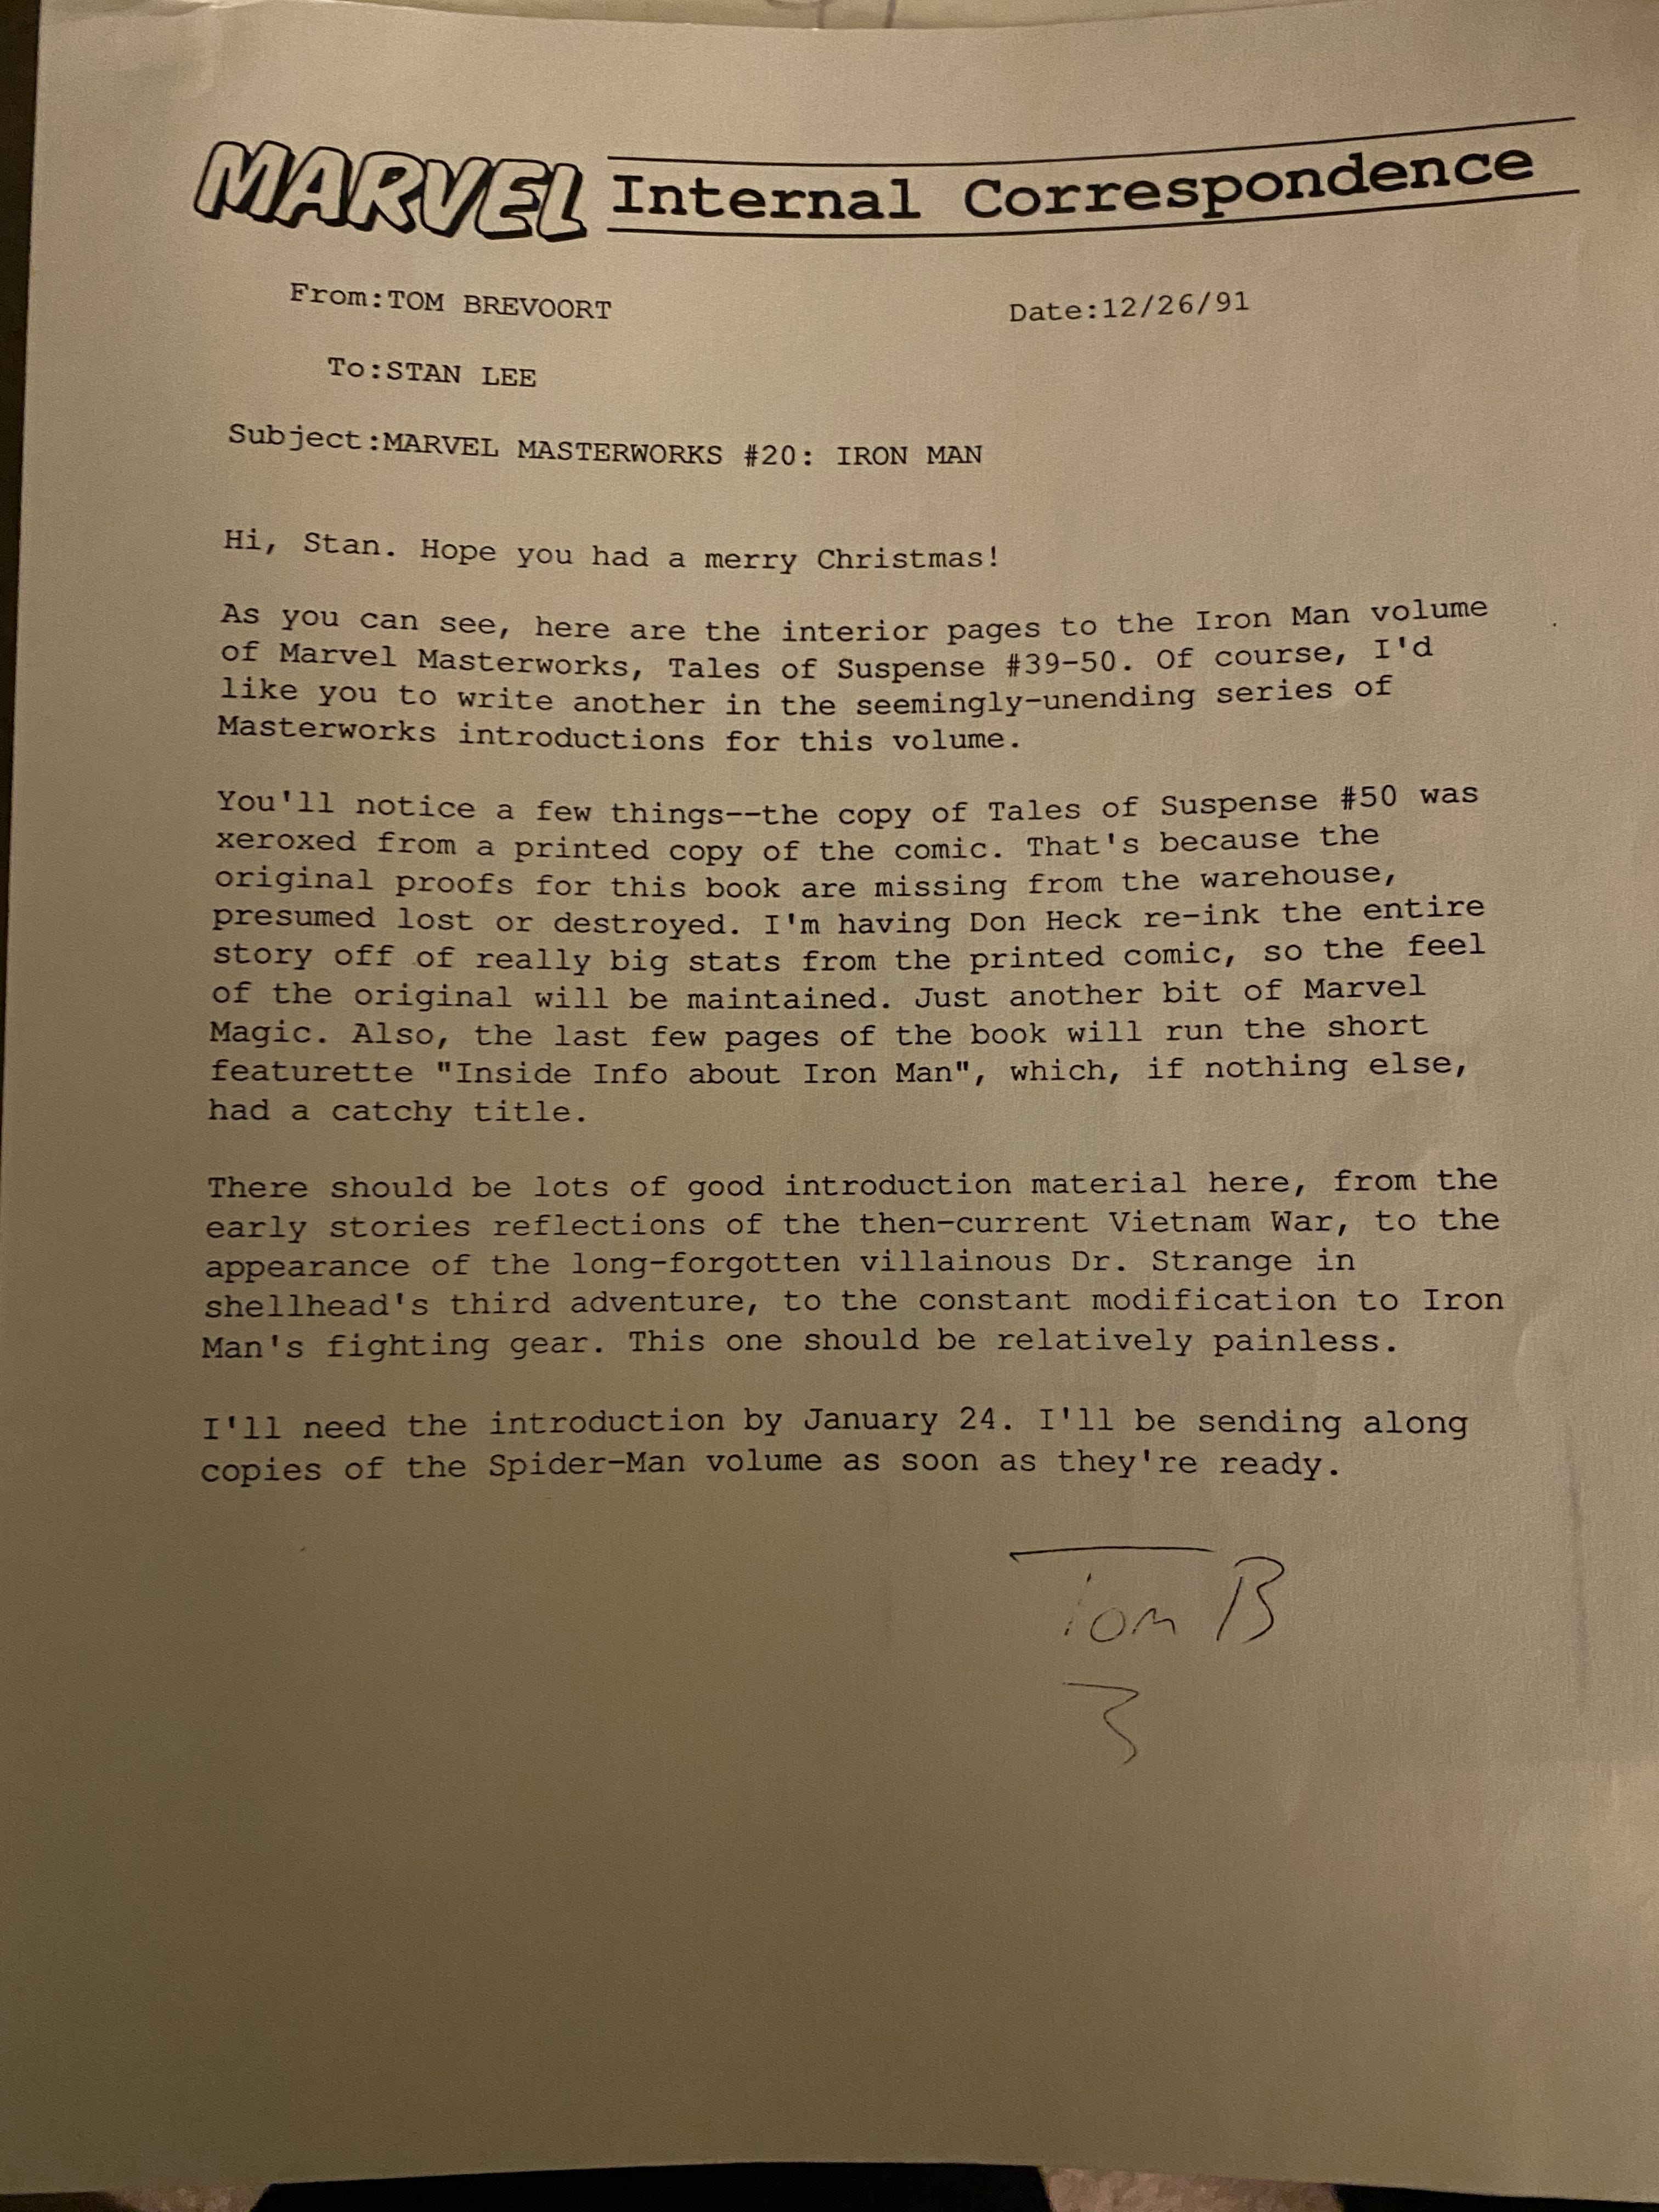 MARVEL Internal Correspondence
From:TOM BREVOORT Date:12/26/91
To:STAN LEE
Subject:MARVEL MASTERWORKS #20: IRON MAN
Hi, Stan. Hope you had a merry Christmas!
As you can see, here are the interior pages to the Iron Man volume
of Marvel Masterworks, Tales of Suspense #39-50. Of course, I'd
like you to write another in the seemingly-unending series of
Masterworks introductions for this volume.
You'll notice a few things--the copy of Tales of Suspense #50 was
xeroxed from a printed copy of the comic. That's because the
original proofs for this book are missing from the warehouse,
presumed lost or destroyed. I'm having Don Heck re-ink the entire
story off of really big stats from the printed comic, so the feel
of the original will be maintained. Just another bit of Marvel
Magic. Also, the last few pages of the book will run the short
featurette "Inside Info about Iron Man", which, if nothing else,
had a catchy title.
There should be lots of good introduction material here, from the
early stories reflections of the then-current Vietnam War, to the
appearance of the long-forgotten villainous Dr. Strange in
shellhead's third adventure, to the constant modification to Iron
Man's fighting gear. This one should be relatively painless.
I'll need the introduction by January 24. I'll be sending along
copies of the Spider-Man volume as soon as they're ready.
Tom B